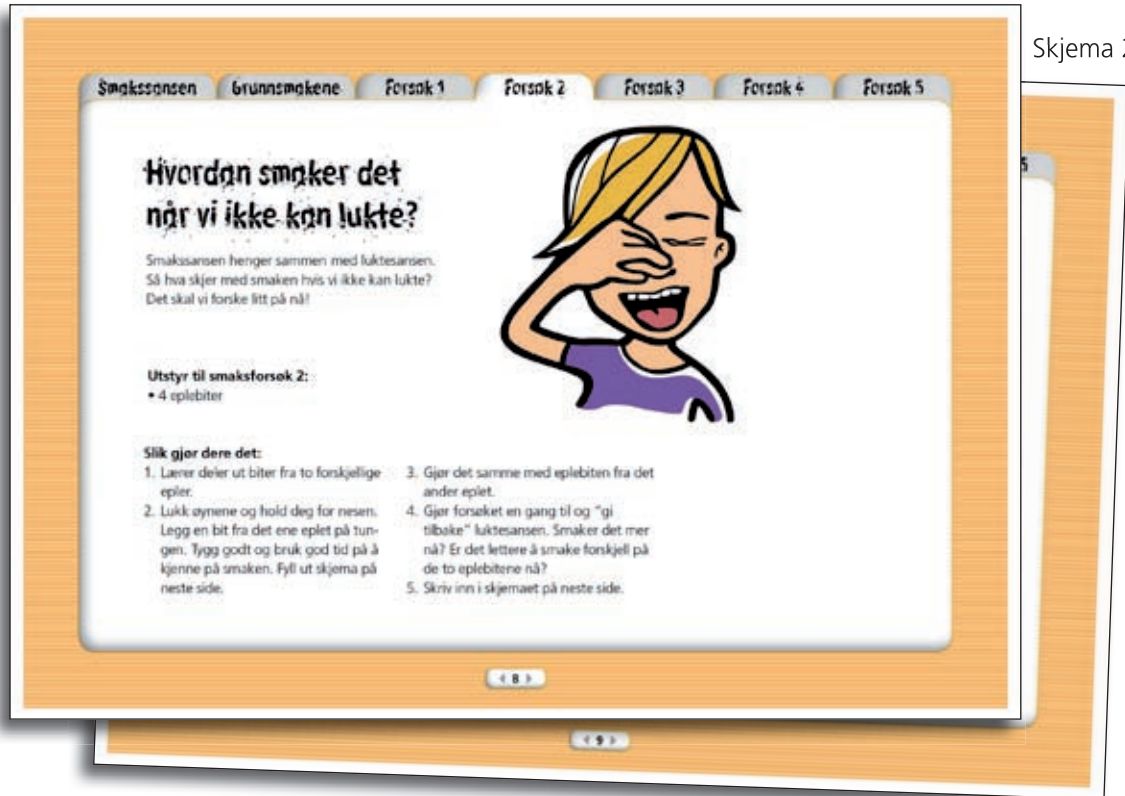 Skjema 2
Smakssansen
Grunnsmakene
Forsøk 1
Forsøk 2
Forsøk 3
Forsøk 4
Forsøk 5
Hvordan smaker det
når vi ikke kan lukte?
Smakssansen henger sammen med luktesansen.
Så hva skjer med smaken hvis vi ikke kan lukte?
Det skal vi forske litt på nå!
Utstyr til smaksforsøk 2:
• 4 eplebiter
Slik gjør dere det:
1. Lærer deler ut biter fra to forskjellige
epler.
2. Lukk øynene og hold deg for nesen.
Legg en bit fra det ene eplet på tun-
gen. Tygg godt og bruk god tid på å
kjenne på smaken. Fyll ut skjema på
neste side.
3. Gjør det samme med eplebiten fra det
ander eplet.
4. Gjør forsøket en gang til og "gi
tilbake" luktesansen. Smaker det mer
nå? Er det lettere å smake forskjell på
de to eplebitene nå?
5. Skriv inn i skjemaet på neste side.
8
5
9